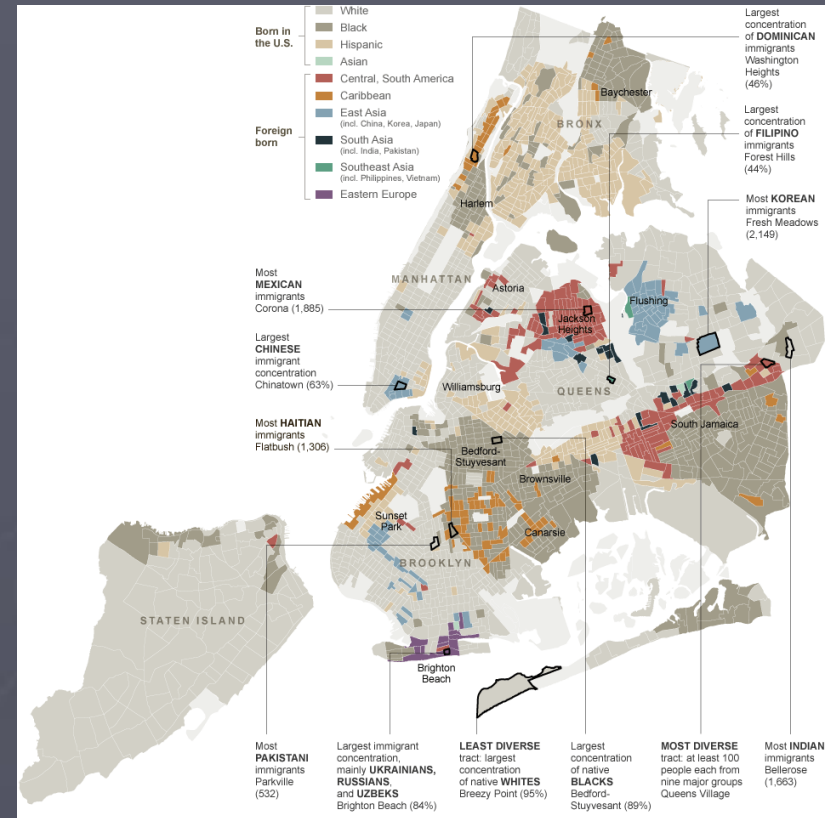 Born in
the U.S.
White
Black
Hispanic
Asian
Foreign
born
Central, South America
Caribbean
East Asia
(incl. China, Korea, Japan)
South Asia
(incl. India, Pakistan)
Southeast Asia
(incl. Philippines, Vietnam)
Eastern Europe
Largest
concentration
of DOMINICAN
immigrants
Washington
Heights
(46%)
Largest
concentration
of FILIPINO
immigrants
Forest Hills
(44%)
Most KOREAN
immigrants
Fresh Meadows
(2,149)
Most
MEXICAN
immigrants
Corona (1,885)
Largest
CHINESE
immigrant
concentration
Chinatown (63%)
Most HAITIAN
immigrants
Flatbush (1,306)
Baychester
BRONX
Harlem
MANHATTAN
Astoria
Flushing
Jackson
Heights
Williamsburg
QUEENS
South Jamaica
Bedford-
Stuyvesant
Brownsville
Sunset
Park
Canarsie
BROOKLYN
STATEN ISLAND
Brighton
Beach
Most
PAKISTANI
immigrants
Parkville
(532)
Largest immigrant
concentration,
mainly UKRAINIANS,
RUSSIANS,
and UZBEKS
Brighton Beach (84%)
LEAST DIVERSE
tract: largest
concentration
of native WHITES
Breezy Point (95%)
Largest
concentration
of native
BLACKS
Bedford-
Stuyvesant (89%)
MOST DIVERSE
tract: at least 100
people each from
nine major groups
Queens Village
Most INDIAN
immigrants
Bellerose
(1,663)